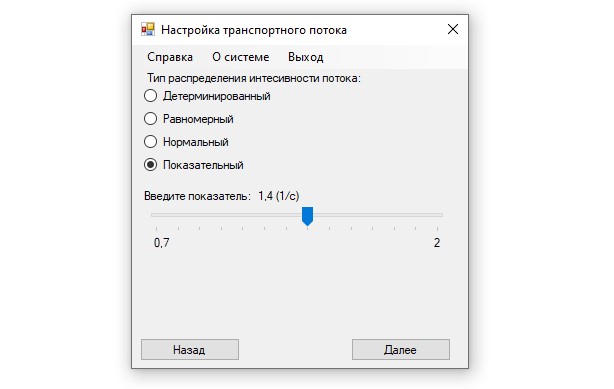 Настройка транспортного потока
Справка О системе Выход
Тип распределения интесивности потока:
Детерминированный
Равномерный
Нормальный
Показательный
Введите показатель: 1,4 (1/с)
0,7 2
Назад Далее